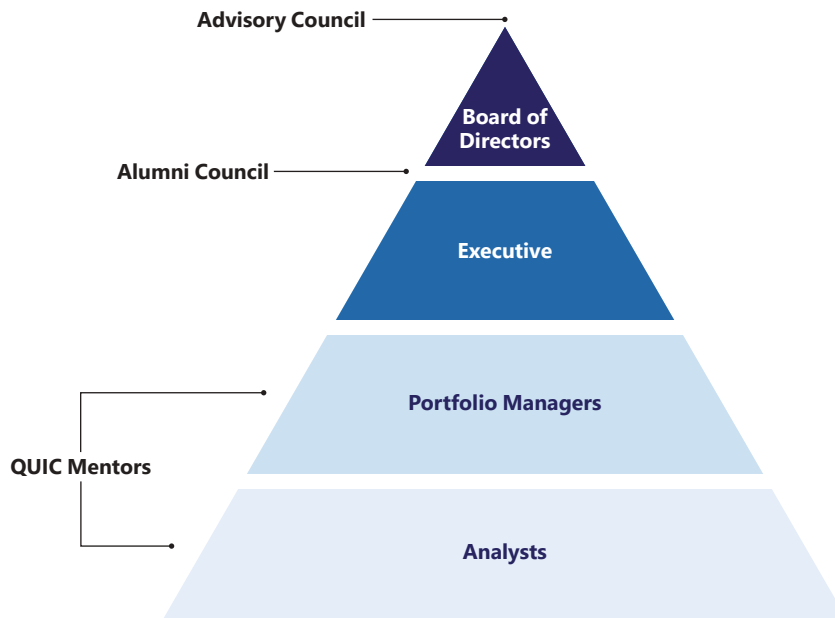 Advisory Council
Board of
Directors
Alumni Council
Executive
Portfolio Managers
QUIC Mentors
Analysts